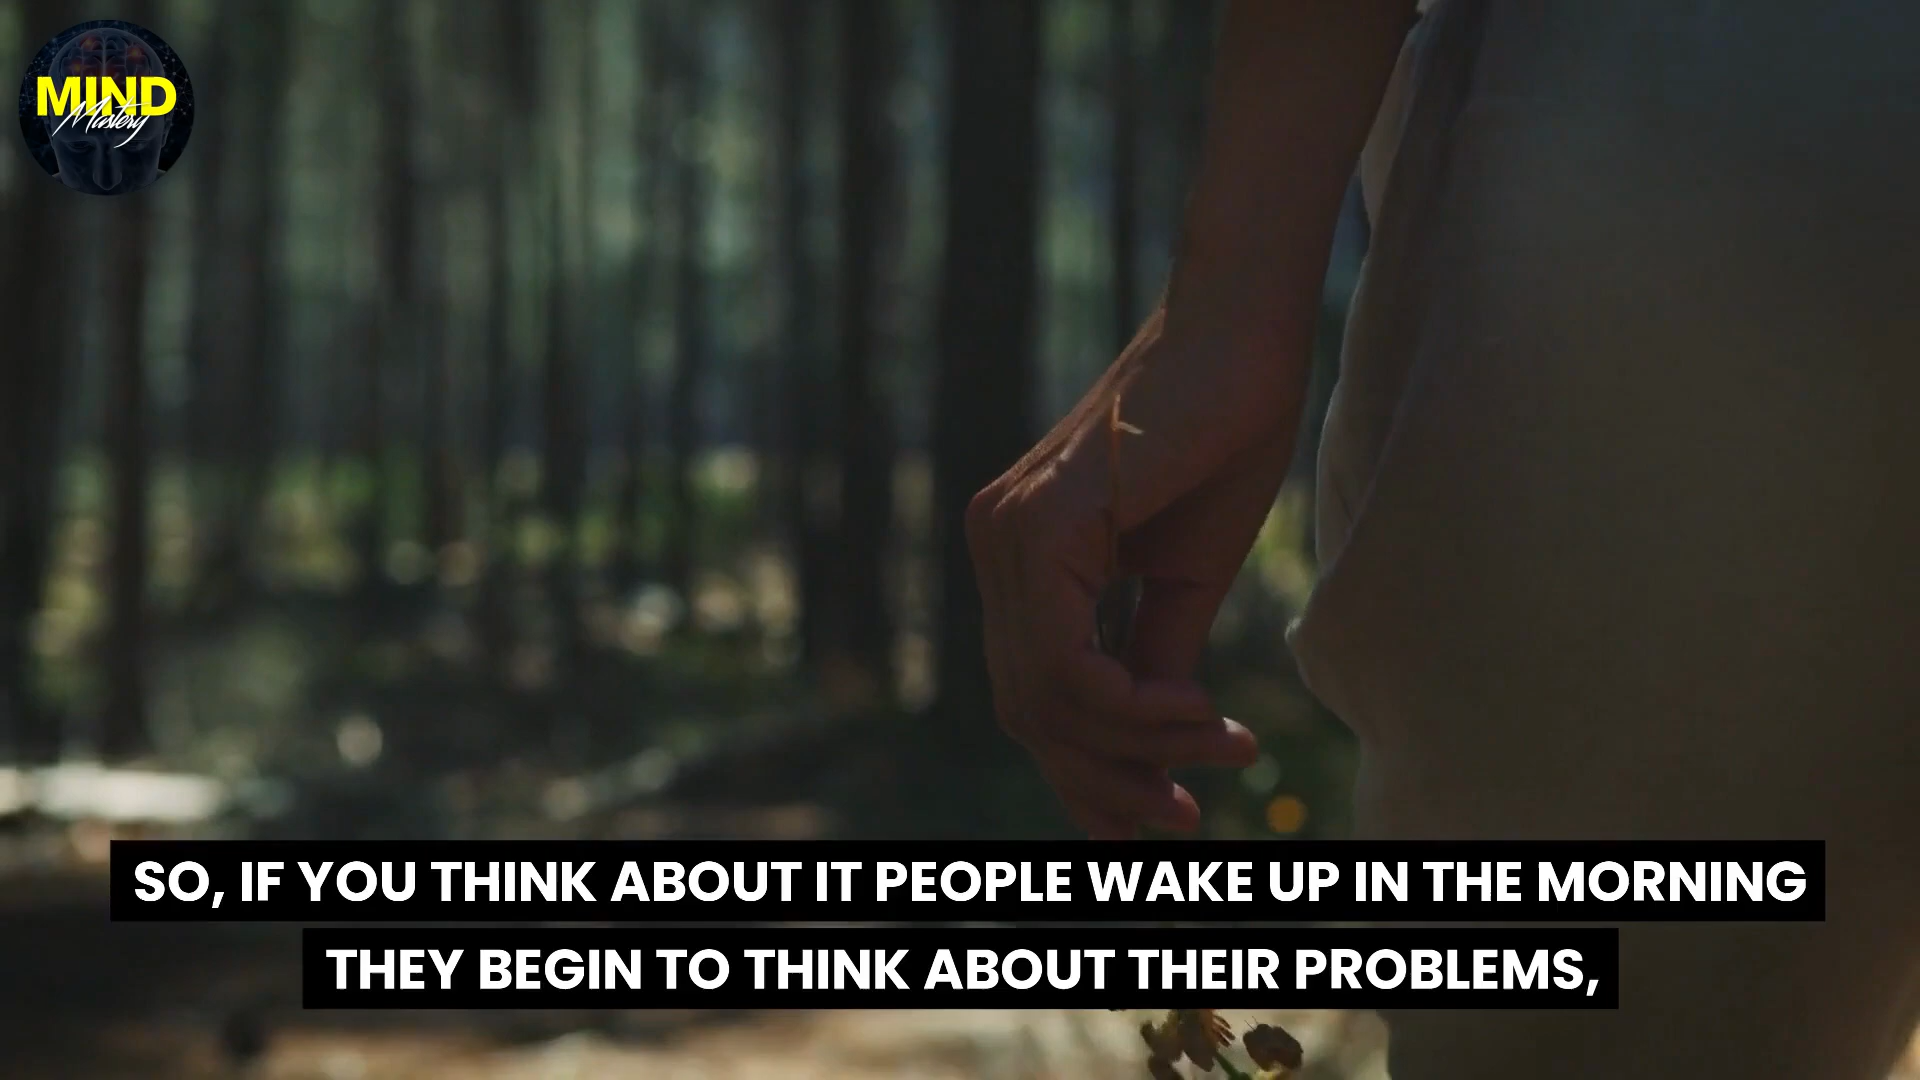 MIND
Mastery
SO, IF YOU THINK ABOUT IT PEOPLE WAKE UP IN THE MORNING
THEY BEGIN TO THINK ABOUT THEIR PROBLEMS,